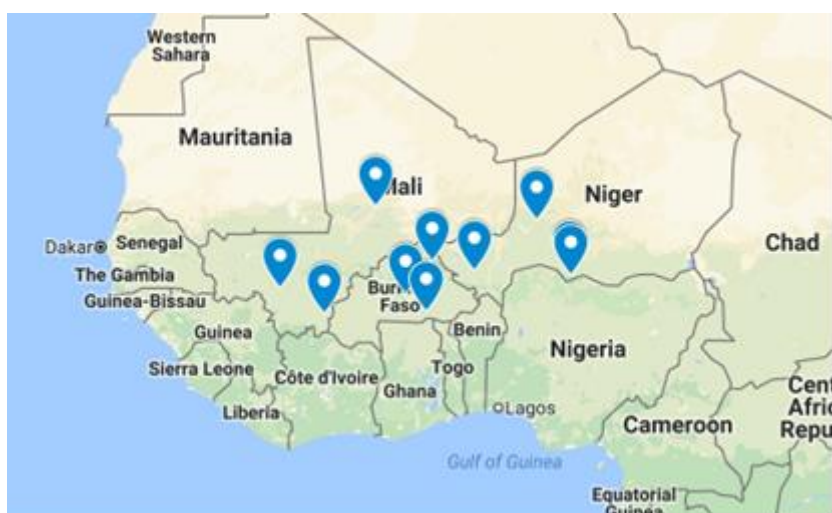 Western
Sahara
Mauritania
Mali
Niger
Chad
Dakar
Senegal
The Gambia
Guinea-Bissau
Guinea
Sierra Leone
Liberia
Côte d'Ivoire
Faso
Ghana
Togo
Benin
Nigeria
Lagos
Cameroon
Gulf of Guinea
Equatorial
Guinea